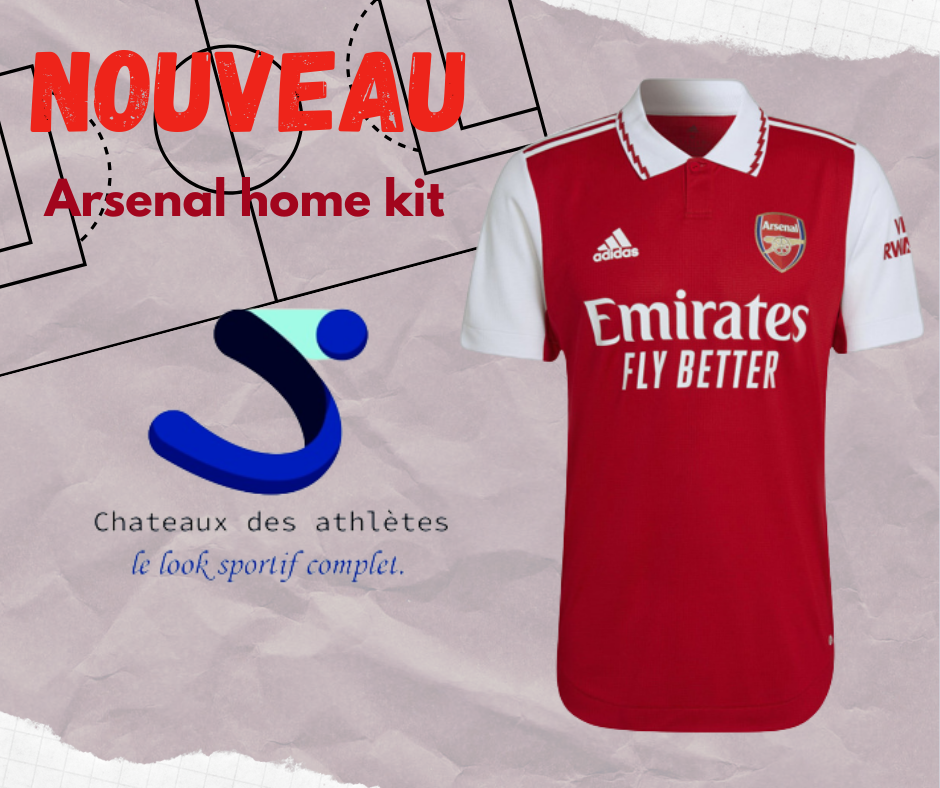 NOUVEAU
Arsenal home kit
Chateaux des athlètes
le look sportif complet.
adidas
Arsenal
Emirates
FLY BETTER